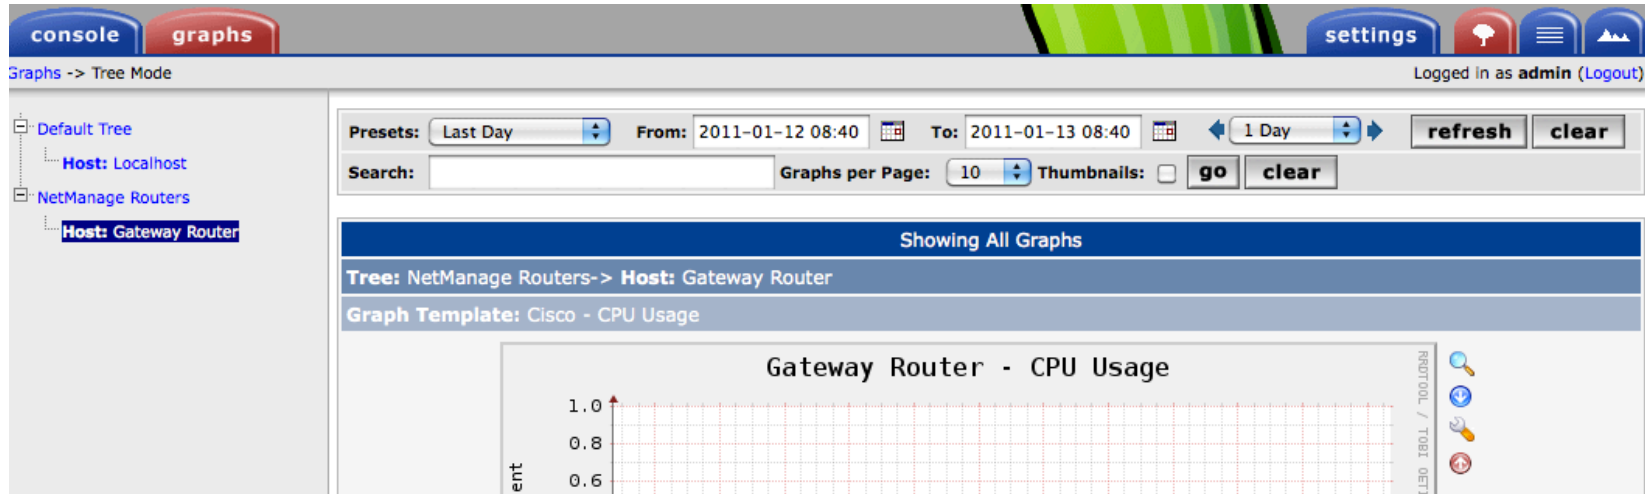 console graphs settings
Graphs -> Tree Mode Logged in as admin (Logout)
Default Tree
Host: Localhost
NetManage Routers
Host: Gateway Router
Presets: Last Day From: 2011-01-12 08:40 To: 2011-01-13 08:40 1 Day refresh clear
Search: Graphs per Page: 10 Thumbnails: go clear
Showing All Graphs
Tree: NetManage Routers-> Host: Gateway Router
Graph Template: Cisco - CPU Usage
Gateway Router - CPU Usage
1.0
0.8
0.6
RRDTOOL / TOBI